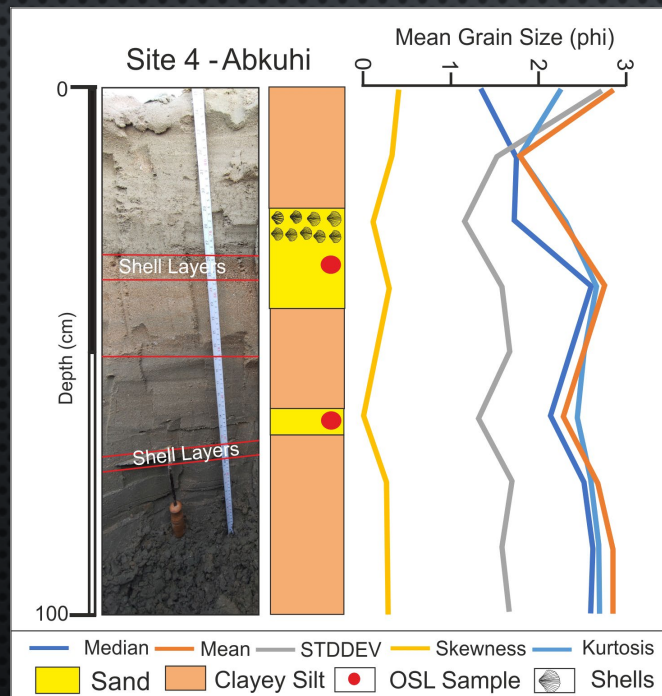 Mean Grain Size (phi)
Site 4 - Abkuhi
0 1 2 3
0
Shell Layers
Depth (cm)
Shell Layers
100
Median Mean STDDEV Skewness Kurtosis
Sand Clayey Silt OSL Sample Shells